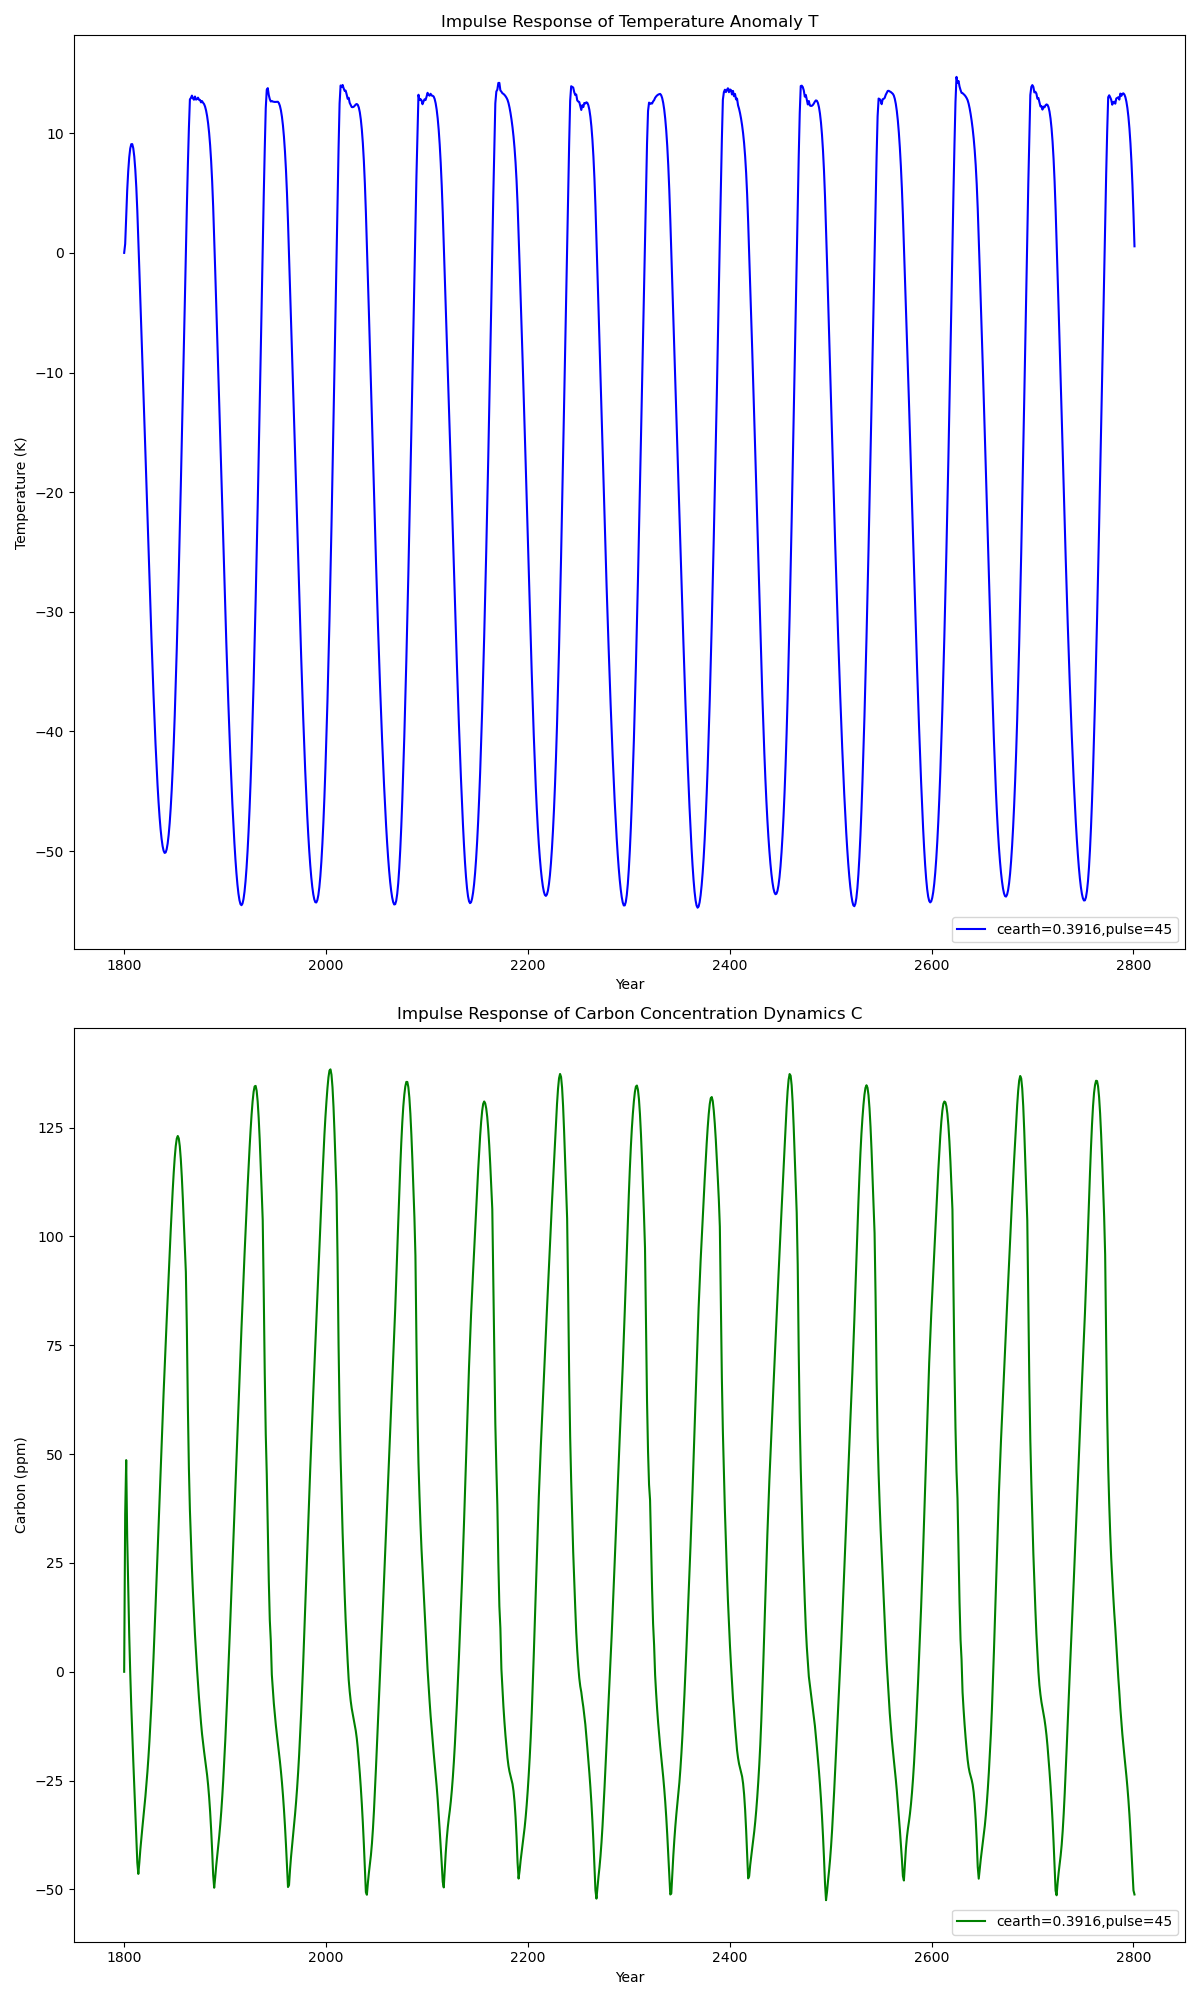 Impulse Response of Temperature Anomaly T
10
0
−10
−20
−30
−40
−50
Temperature (K)
cearth=0.3916,pulse=45
1800 2000 2200 2400 2600 2800
Year
Impulse Response of Carbon Concentration Dynamics C
125
100
75
50
25
0
−25
−50
Carbon (ppm)
cearth=0.3916,pulse=45
1800 2000 2200 2400 2600 2800
Year